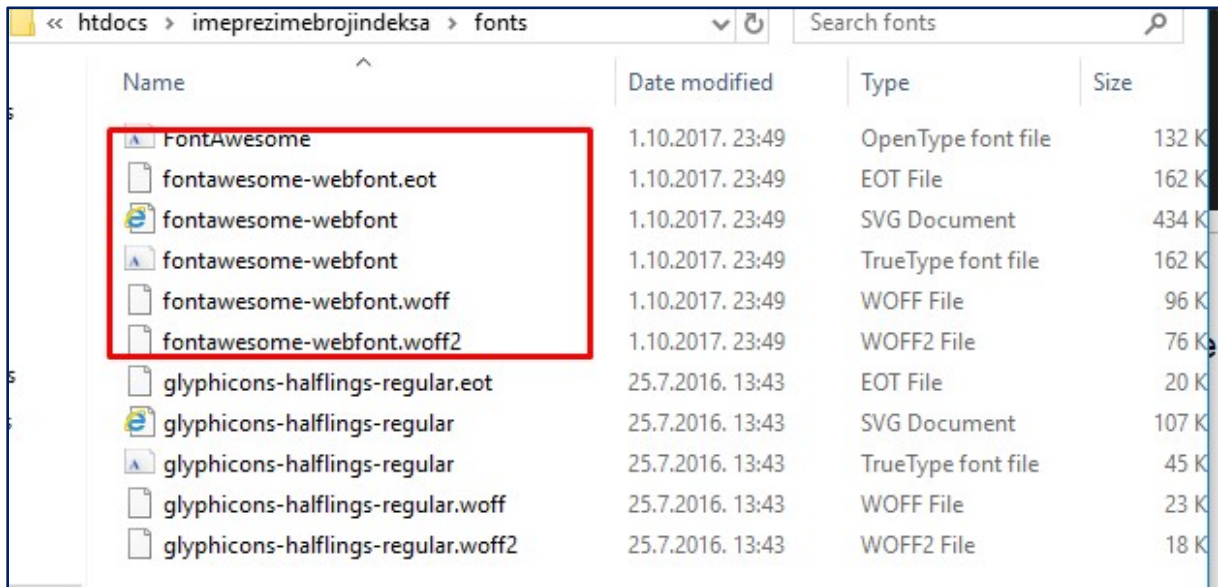 « htdocs > imeprezimebrojindeksa > fonts Search fonts
Name Date modified Type Size
FontAwesome 1.10.2017. 23:49 OpenType font file 132 K
fontawesome-webfont.eot 1.10.2017. 23:49 EOT File 162 K
fontawesome-webfont 1.10.2017. 23:49 SVG Document 434 K
fontawesome-webfont 1.10.2017. 23:49 TrueType font file 162 K
fontawesome-webfont.woff 1.10.2017. 23:49 WOFF File 96 K
fontawesome-webfont.woff2 1.10.2017. 23:49 WOFF2 File 76 K
glyphicons-halflings-regular.eot 25.7.2016. 13:43 EOT File 20 K
glyphicons-halflings-regular 25.7.2016. 13:43 SVG Document 107 K
glyphicons-halflings-regular 25.7.2016. 13:43 TrueType font file 45 K
glyphicons-halflings-regular.woff 25.7.2016. 13:43 WOFF File 23 K
glyphicons-halflings-regular.woff2 25.7.2016. 13:43 WOFF2 File 18 K